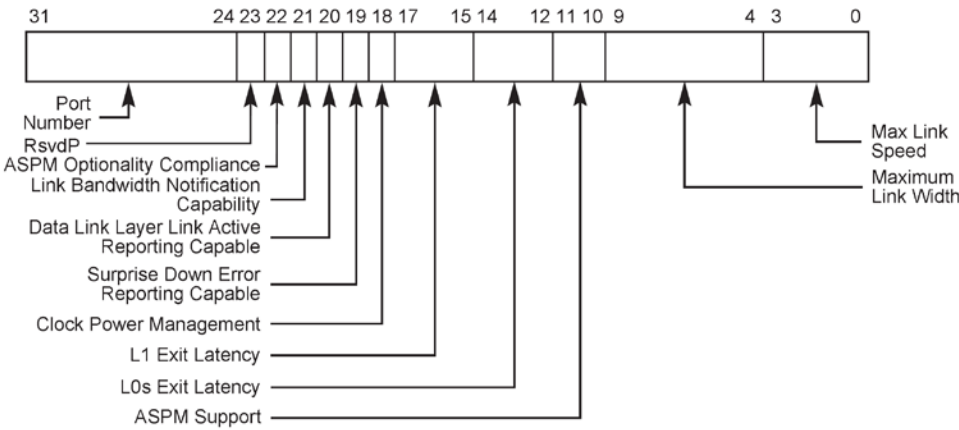 31 24 23 22 21 20 19 18 17 15 14 12 11 10 9 4 3 0
Port
Number
RsvdP
ASPM Optionality Compliance
Link Bandwidth Notification
Capability
Data Link Layer Link Active
Reporting Capable
Surprise Down Error
Reporting Capable
Clock Power Management
L1 Exit Latency
L0s Exit Latency
ASPM Support
Max Link
Speed
Maximum
Link Width